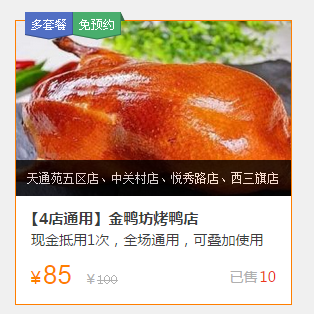 多套餐 免预约
天通苑五区店、中关村店、悦秀路店、西三旗店
【4店通用】金鸭坊烤鸭店
现金抵用1次，全场通用，可叠加使用
¥85 ¥100 已售10